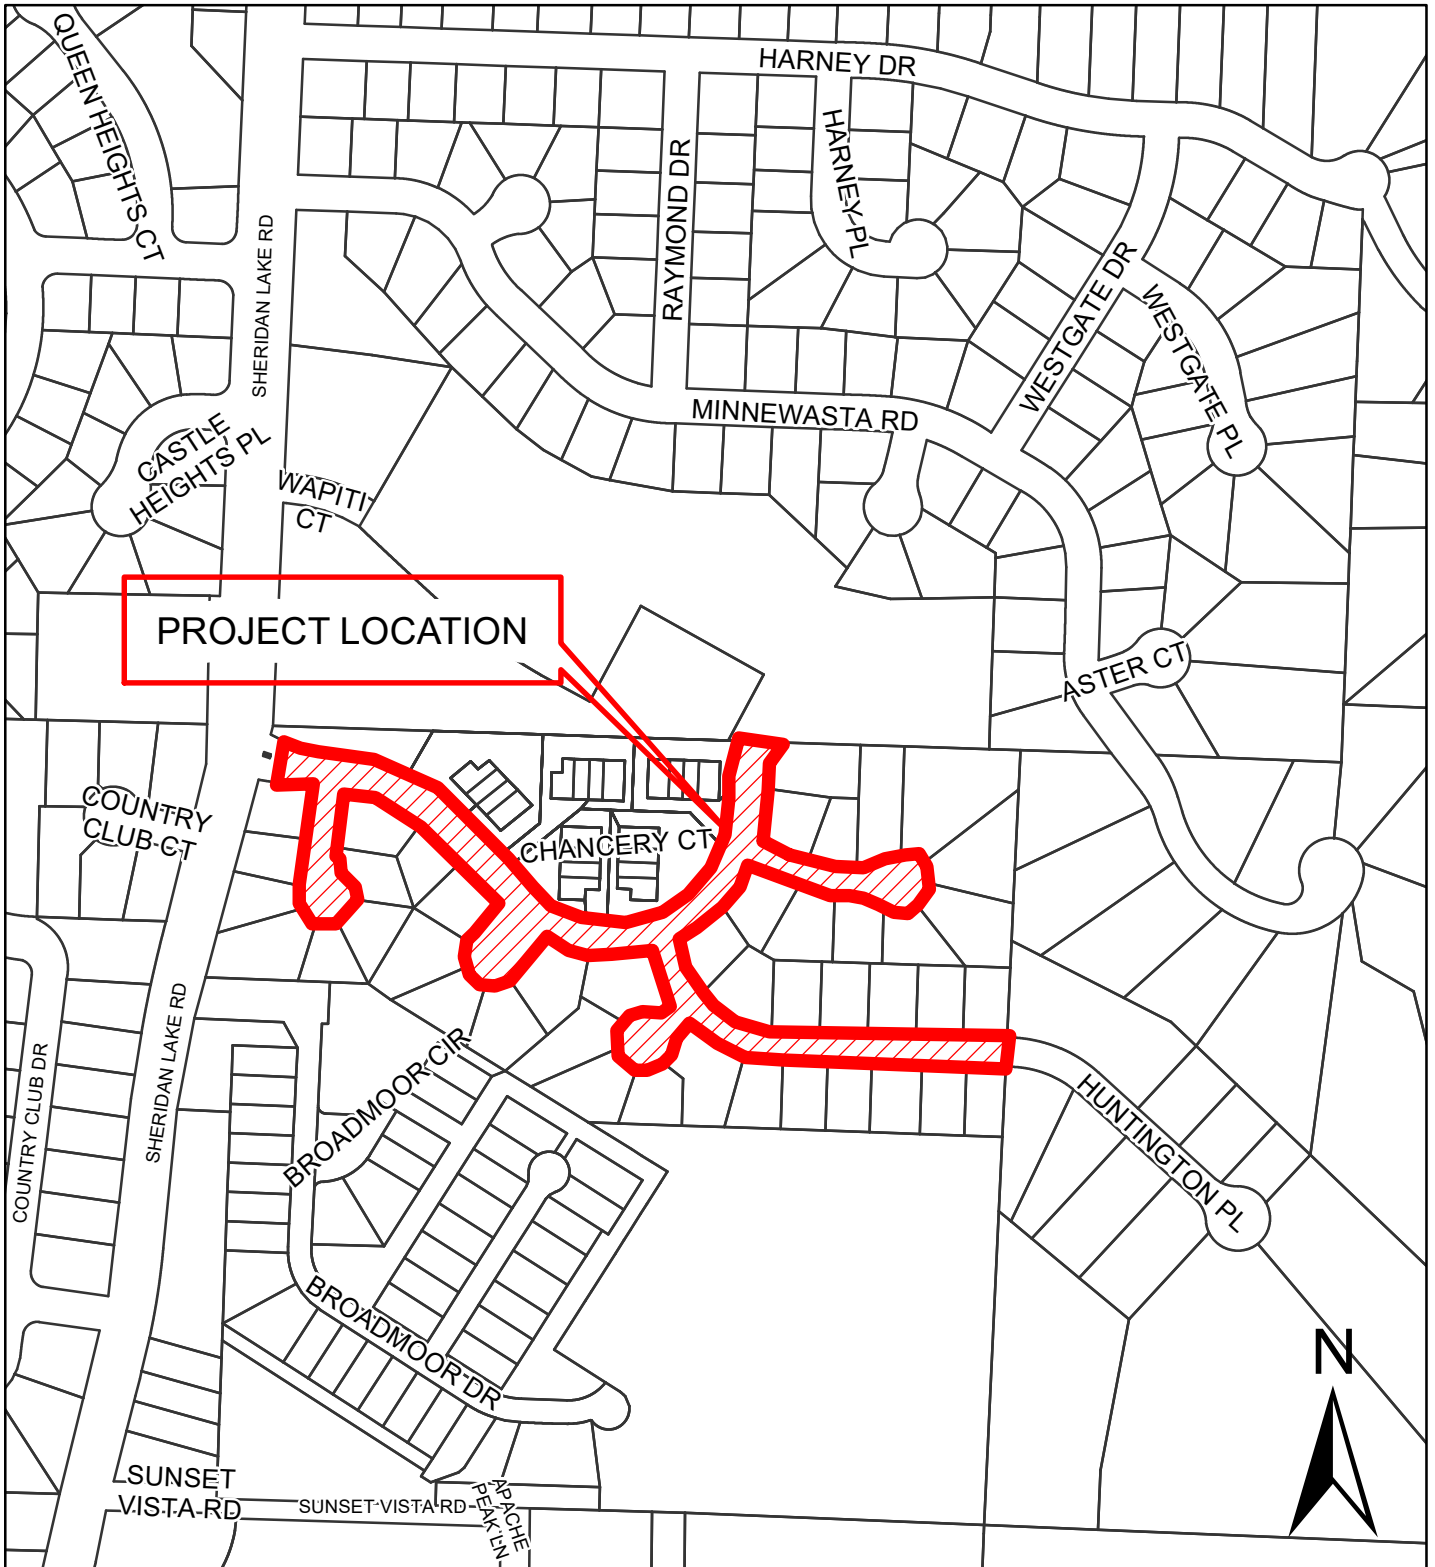 QUEEN HEIGHTS CT
HARNEY DR
HARNEY PL
RAYMOND DR
SHERIDAN LAKE RD
WESTGATE DR
WESTGATE PL
MINNEWASTA RD
CASTLE
HEIGHTS PL
WAPITI
CT
PROJECT LOCATION
ASTER CT
COUNTRY
CLUB CT
CHANCERY CT
SHERIDAN LAKE RD
COUNTRY CLUB DR
BROADMOOR CIR
HUNTINGTON PL
BROADMOOR DR
N
SUNSET
VISTA RD
SUNSET VISTA RD
APACHE
PEAK LN